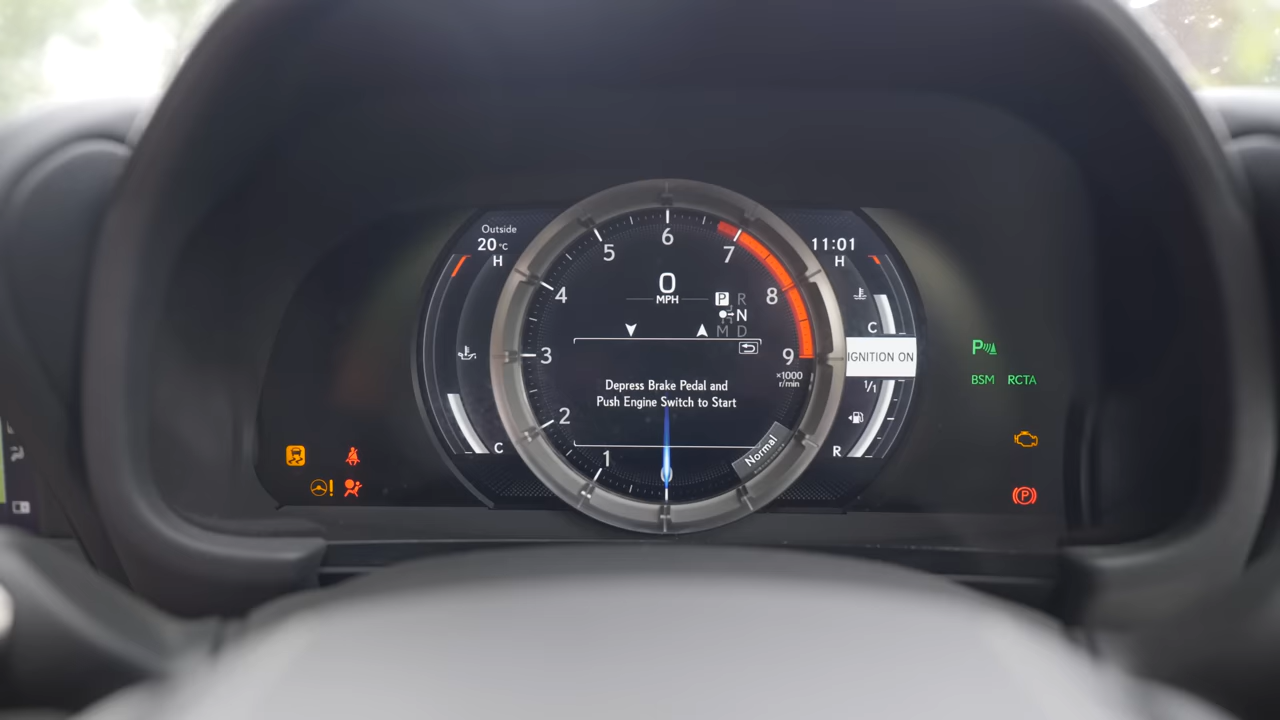 Outside
20°C
H
C
11:01
H
C
IGNITION ON
1/1
R
0
MPH
P R
H N
M D
1
2
3
4
5
6
7
8
9
×1000
r/min
0
Depress Brake Pedal and
Push Engine Switch to Start
Normal
P
BSM RCTA
!
(P)